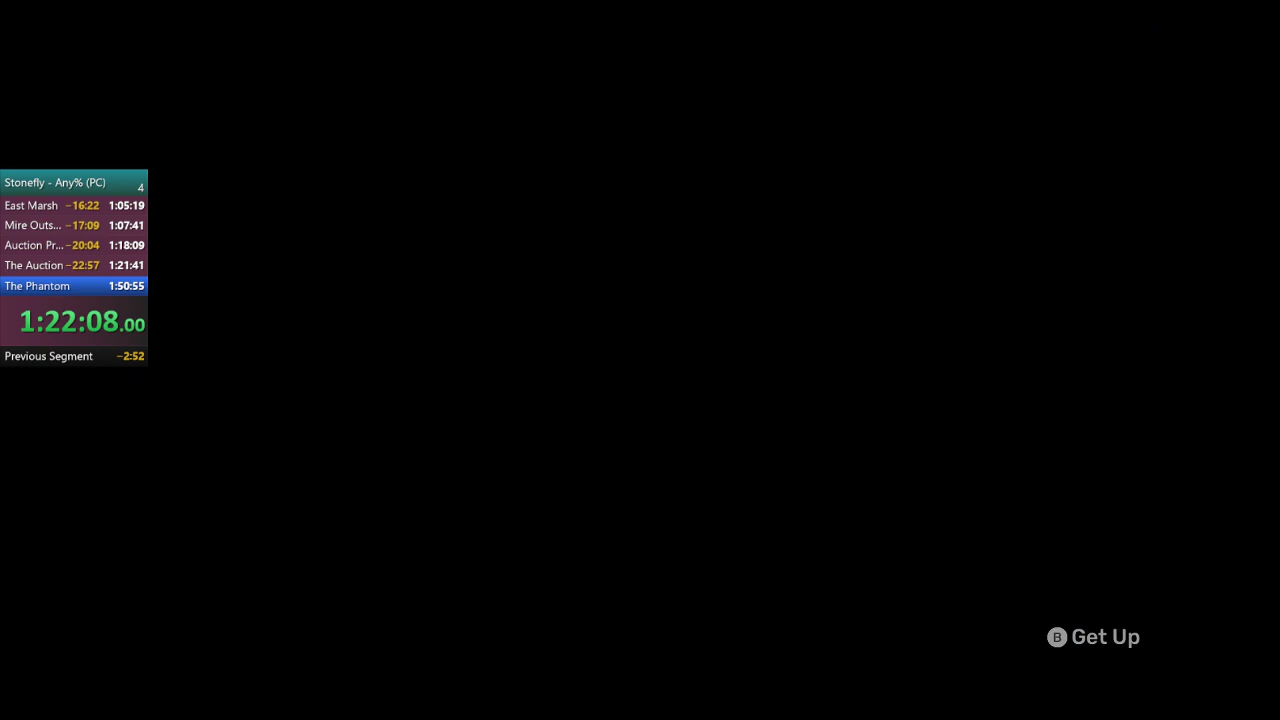 Stonefly - Any% (PC)
4
East Marsh −16:22 1:05:19
Mire Outs... −17:09 1:07:41
Auction Pr... −20:04 1:18:09
The Auction −22:57 1:21:41
The Phantom 1:50:55
1:22:08.00
Previous Segment −2:52
B Get Up